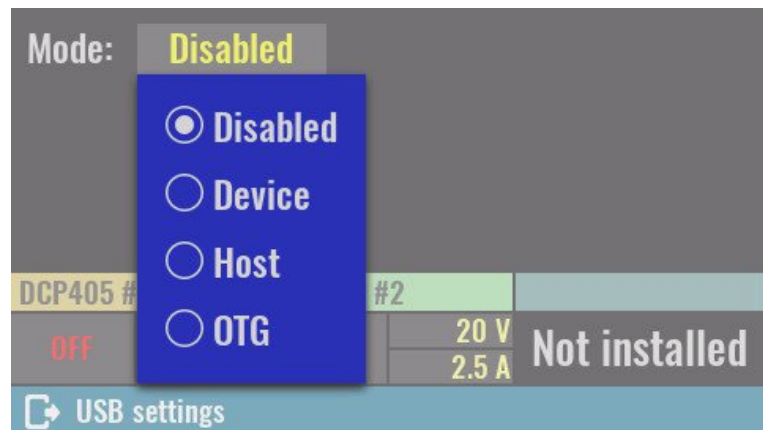 Mode: Disabled
Disabled
Device
Host
OTG
DCP405 # #2
OFF 20 V
2.5 A
Not installed
USB settings